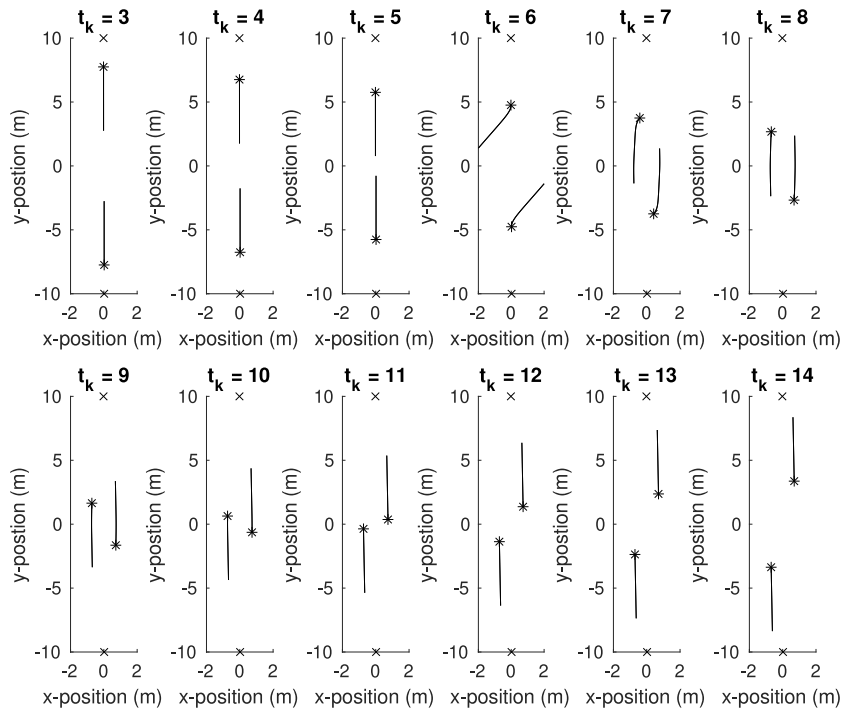 t_k = 3 t_k = 4 t_k = 5 t_k = 6 t_k = 7 t_k = 8
10 10 10 10 10 10
5 5 5 5 5 5
y-postion (m) y-postion (m) y-postion (m) y-postion (m) y-postion (m) y-postion (m)
0 0 0 0 0 0
-5 -5 -5 -5 -5 -5
-10 -10 -10 -10 -10 -10
-2 0 2 -2 0 2 -2 0 2 -2 0 2 -2 0 2 -2 0 2
x-position (m) x-position (m) x-position (m) x-position (m) x-position (m) x-position (m)
t_k = 9 t_k = 10 t_k = 11 t_k = 12 t_k = 13 t_k = 14
10 10 10 10 10 10
5 5 5 5 5 5
y-postion (m) y-postion (m) y-postion (m) y-postion (m) y-postion (m) y-postion (m)
0 0 0 0 0 0
-5 -5 -5 -5 -5 -5
-10 -10 -10 -10 -10 -10
-2 0 2 -2 0 2 -2 0 2 -2 0 2 -2 0 2 -2 0 2
x-position (m) x-position (m) x-position (m) x-position (m) x-position (m) x-position (m)